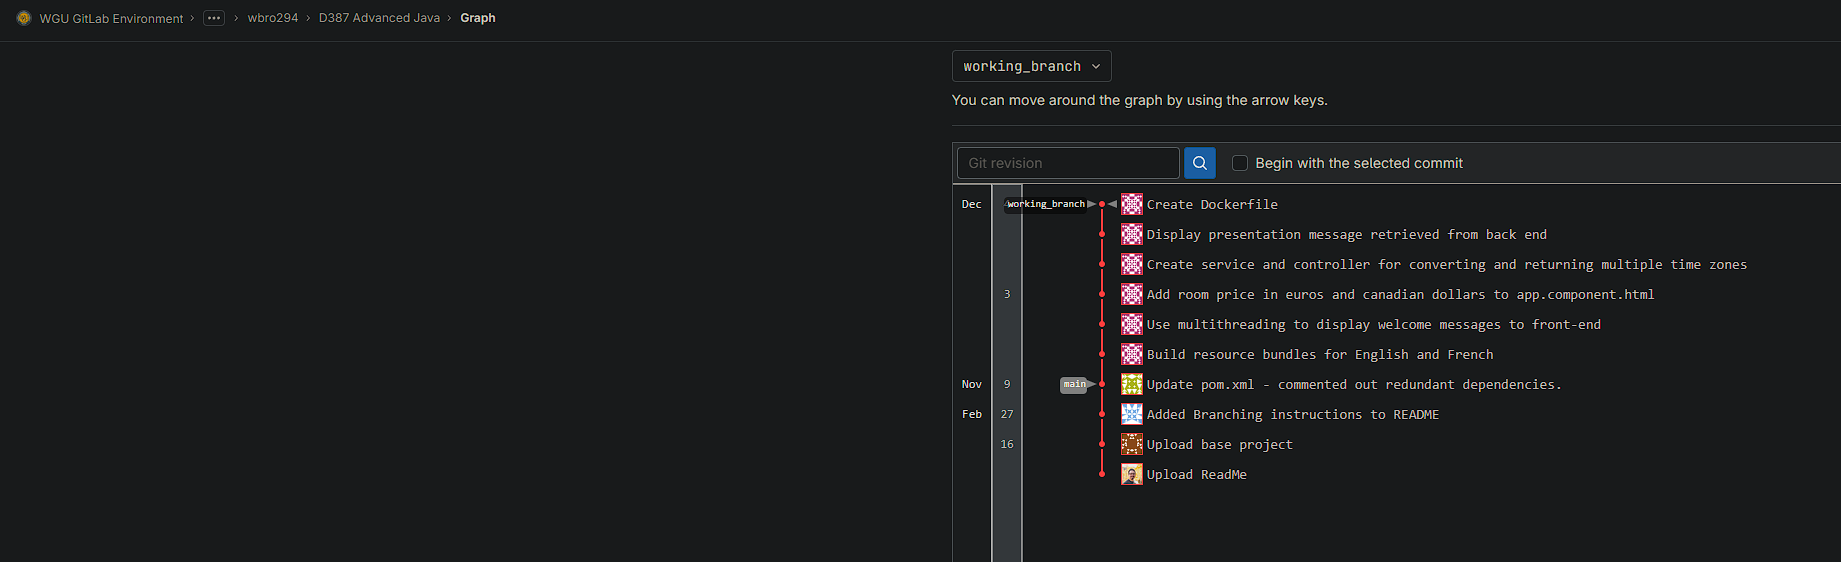 WGU GitLab Environment › ... › wbro294 › D387 Advanced Java › Graph
working_branch
You can move around the graph by using the arrow keys.
Git revision Begin with the selected commit
Dec 4 working_branch Create Dockerfile
Display presentation message retrieved from back end
Create service and controller for converting and returning multiple time zones
3 Add room price in euros and canadian dollars to app.component.html
Use multithreading to display welcome messages to front-end
Build resource bundles for English and French
Nov 9 main Update pom.xml - commented out redundant dependencies.
Feb 27 Added Branching instructions to README
16 Upload base project
Upload ReadMe